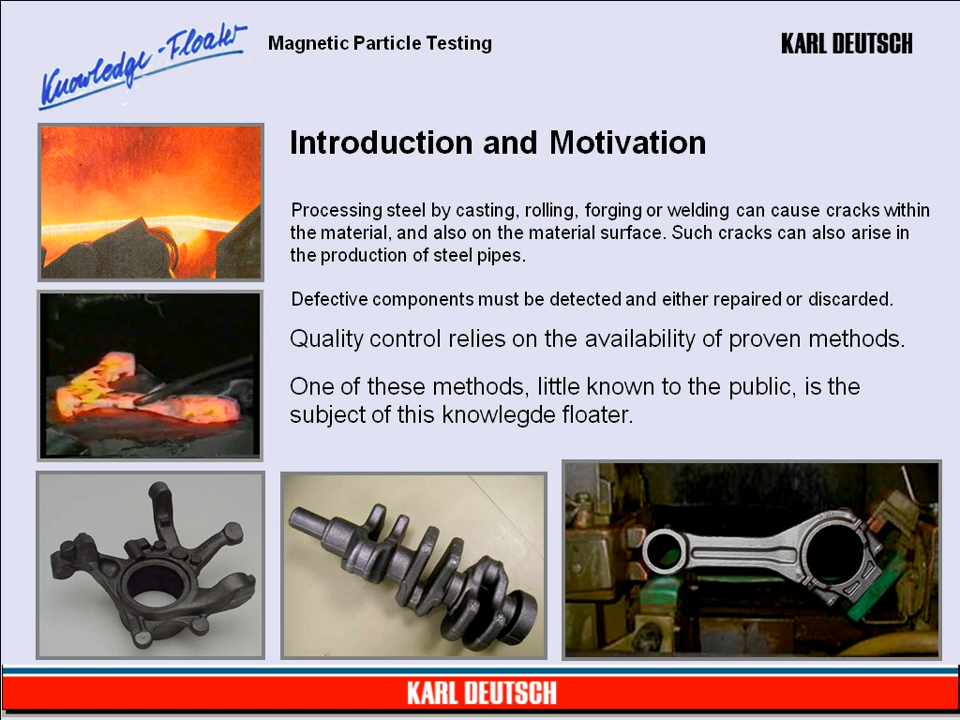 Knowledge-Floater
Magnetic Particle Testing
KARL DEUTSCH
Introduction and Motivation
Processing steel by casting, rolling, forging or welding can cause cracks within
the material, and also on the material surface. Such cracks can also arise in
the production of steel pipes.
Defective components must be detected and either repaired or discarded.
Quality control relies on the availability of proven methods.
One of these methods, little known to the public, is the
subject of this knowlegde floater.
KARL DEUTSCH